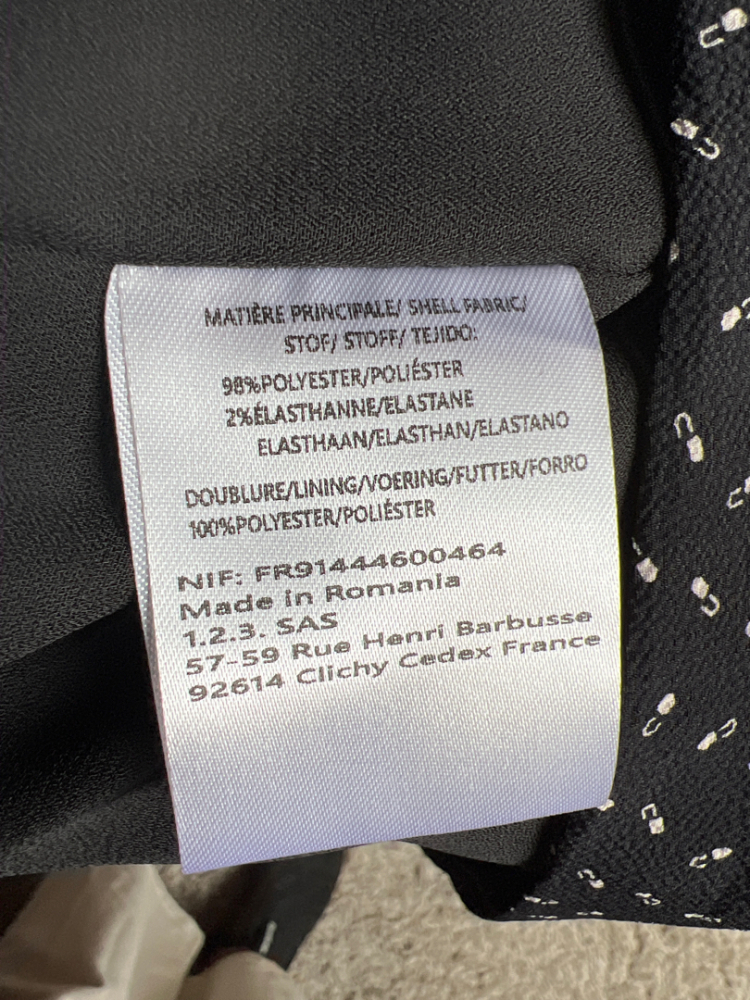 MATIÈRE PRINCIPALE/ SHELL FABRIC/
STOF/ STOFF/ TEJIDO:
98%POLYESTER/POLIÉSTER
2%ÉLASTHANNE/ELASTANE
ELASTHAAN/ELASTHAN/ELASTANO
DOUBLURE/LINING/VOERING/FUTTER/FORRO
100%POLYESTER/POLIÉSTER
NIF: FR91444600464
Made in Romania
1.2.3. SAS
57-59 Rue Henri Barbusse
92614 Clichy Cedex France